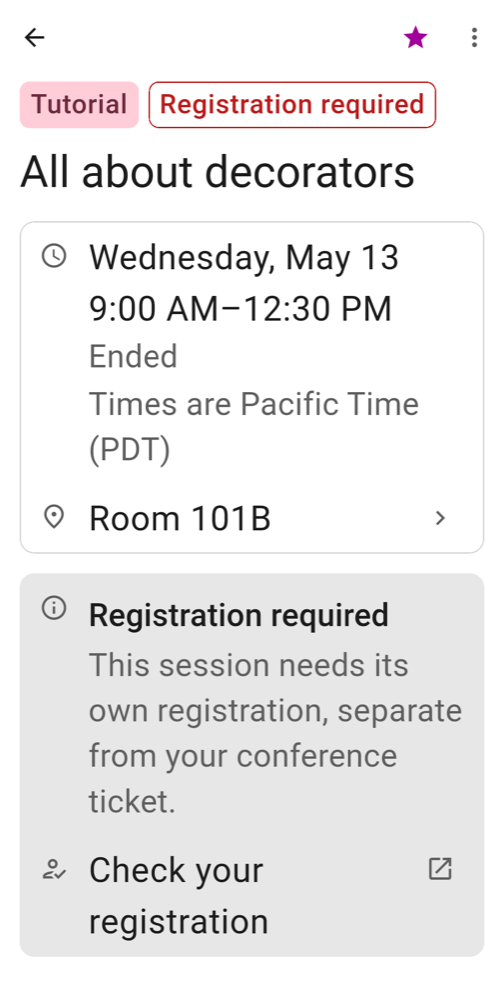 Tutorial Registration required
All about decorators
Wednesday, May 13
9:00 AM–12:30 PM
Ended
Times are Pacific Time
(PDT)
Room 101B
Registration required
This session needs its
own registration, separate
from your conference
ticket.
Check your
registration